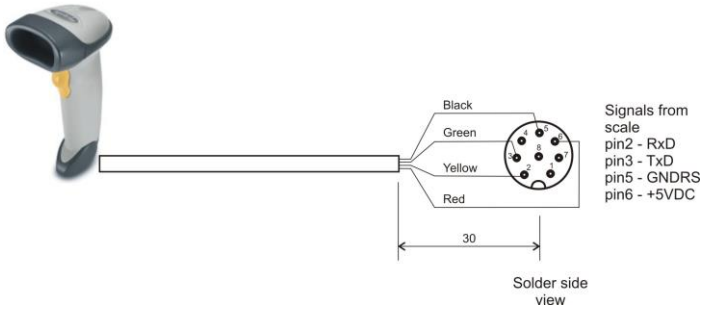 Black
Green
Yellow
Red
4
5
6
3
8
7
2
1
30
Solder side
view
Signals from
scale
pin2 - RxD
pin3 - TxD
pin5 - GNDRS
pin6 - +5VDC